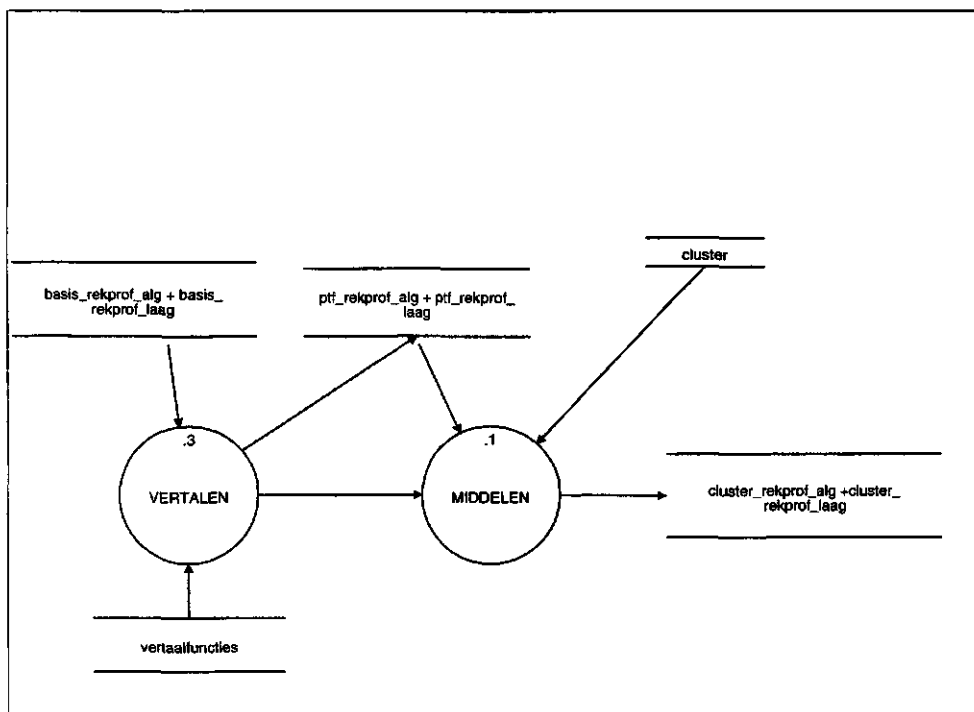 cluster
basis_rekprof_alg + basis_
rekprof_laag
ptf_rekprof_alg + ptf_rekprof_
laag
.3
VERTALEN
.1
MIDDELEN
cluster_rekprof_alg +cluster_
rekprof_laag
vertaalfuncties